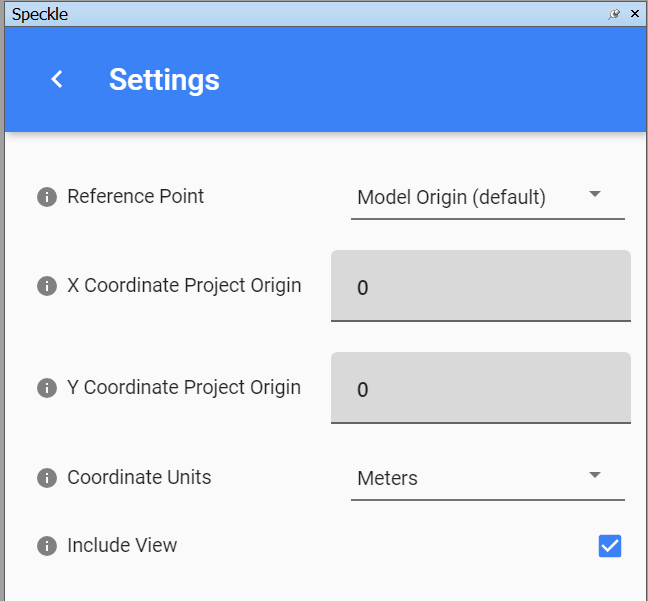 Speckle
Settings
Reference Point
Model Origin (default)
X Coordinate Project Origin
0
Y Coordinate Project Origin
0
Coordinate Units
Meters
Include View